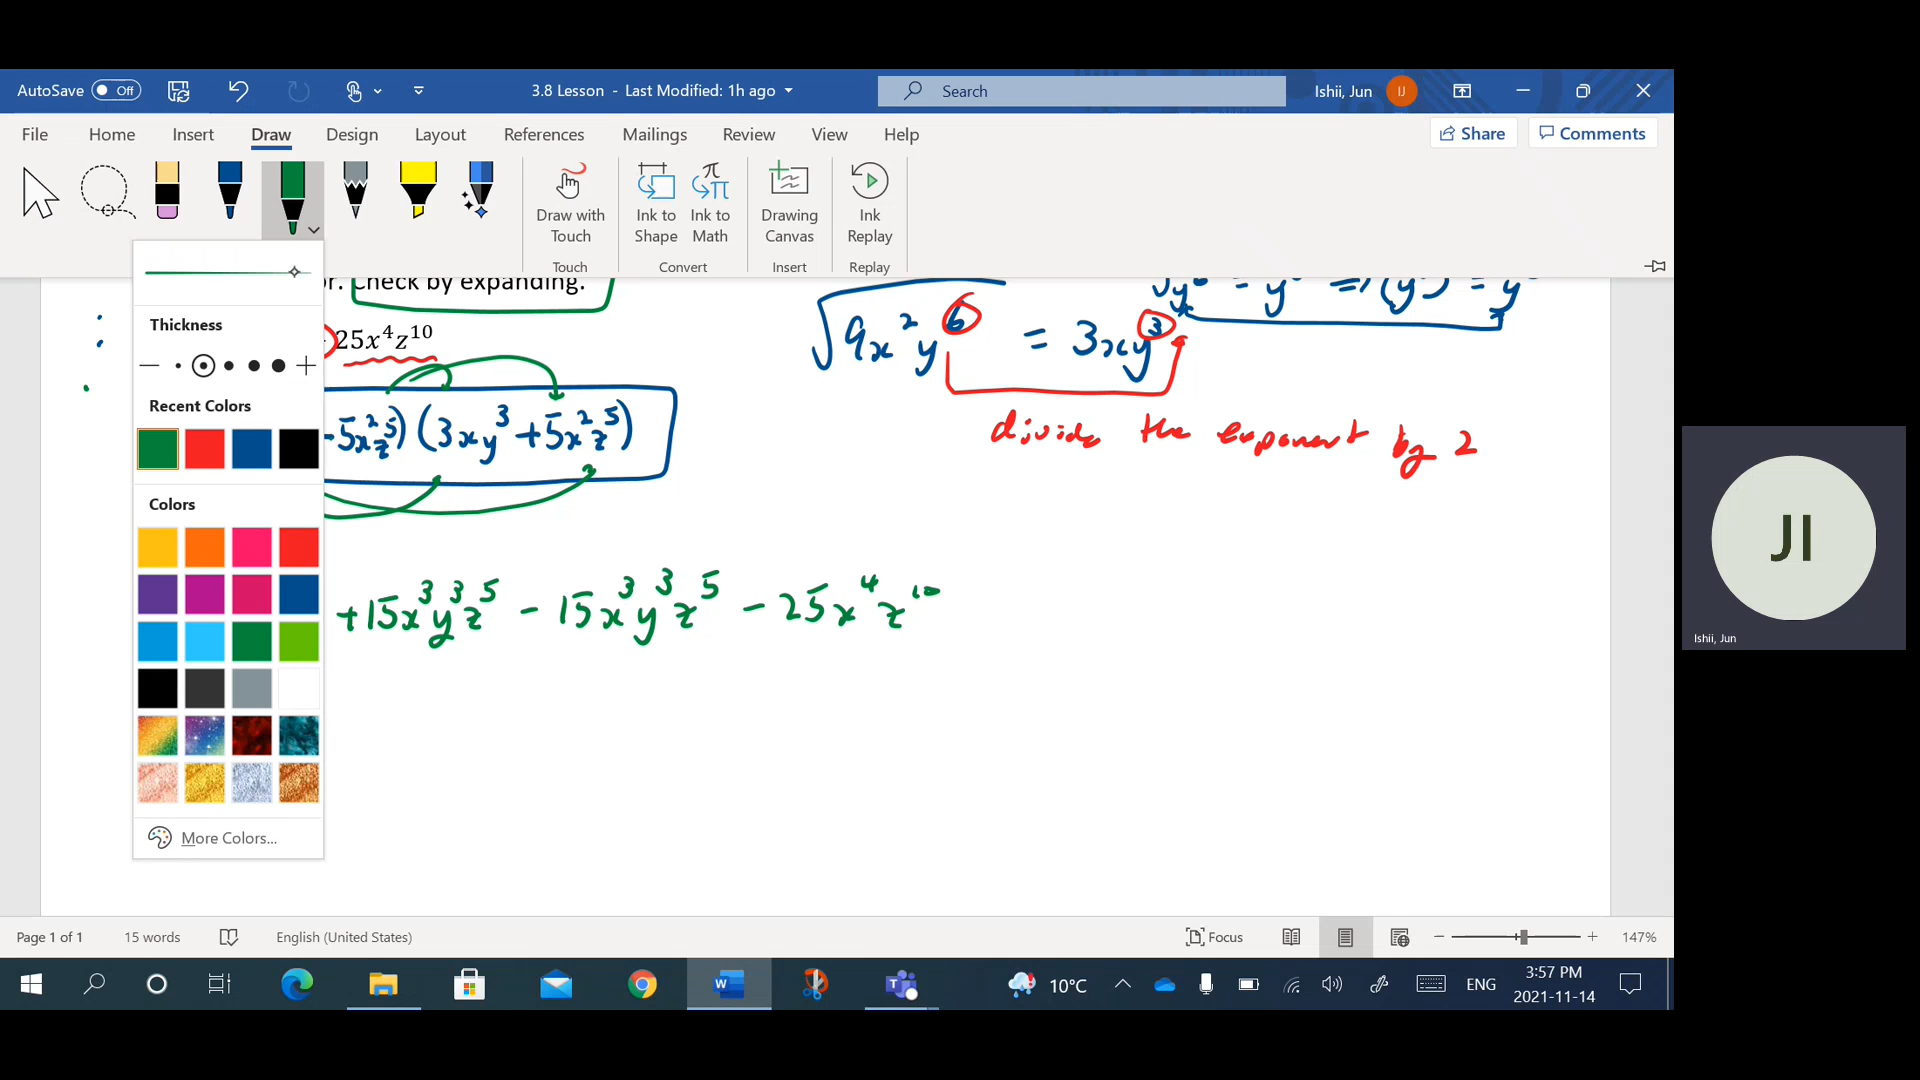 AutoSave Off 3.8 Lesson - Last Modified: 1h ago Search Ishii, Jun IJ
File Home Insert Draw Design Layout References Mailings Review View Help Share Comments
Draw with Touch Ink to Shape Ink to Math Drawing Canvas Ink Replay
Touch Convert Insert Replay
Thickness
Recent Colors
Colors
More Colors...
r. Check by expanding.
25x⁴z¹⁰
-5x²z⁵)(3xy³+5x²z⁵)
+15x³y³z⁵ - 15x³y³z⁵ - 25x⁴z¹⁰
√9x²y⁶ = 3xy³
divide the exponent by 2
JI
Ishii, Jun
Page 1 of 1 15 words English (United States) Focus 147%
W 10°C ENG 3:57 PM
2021-11-14